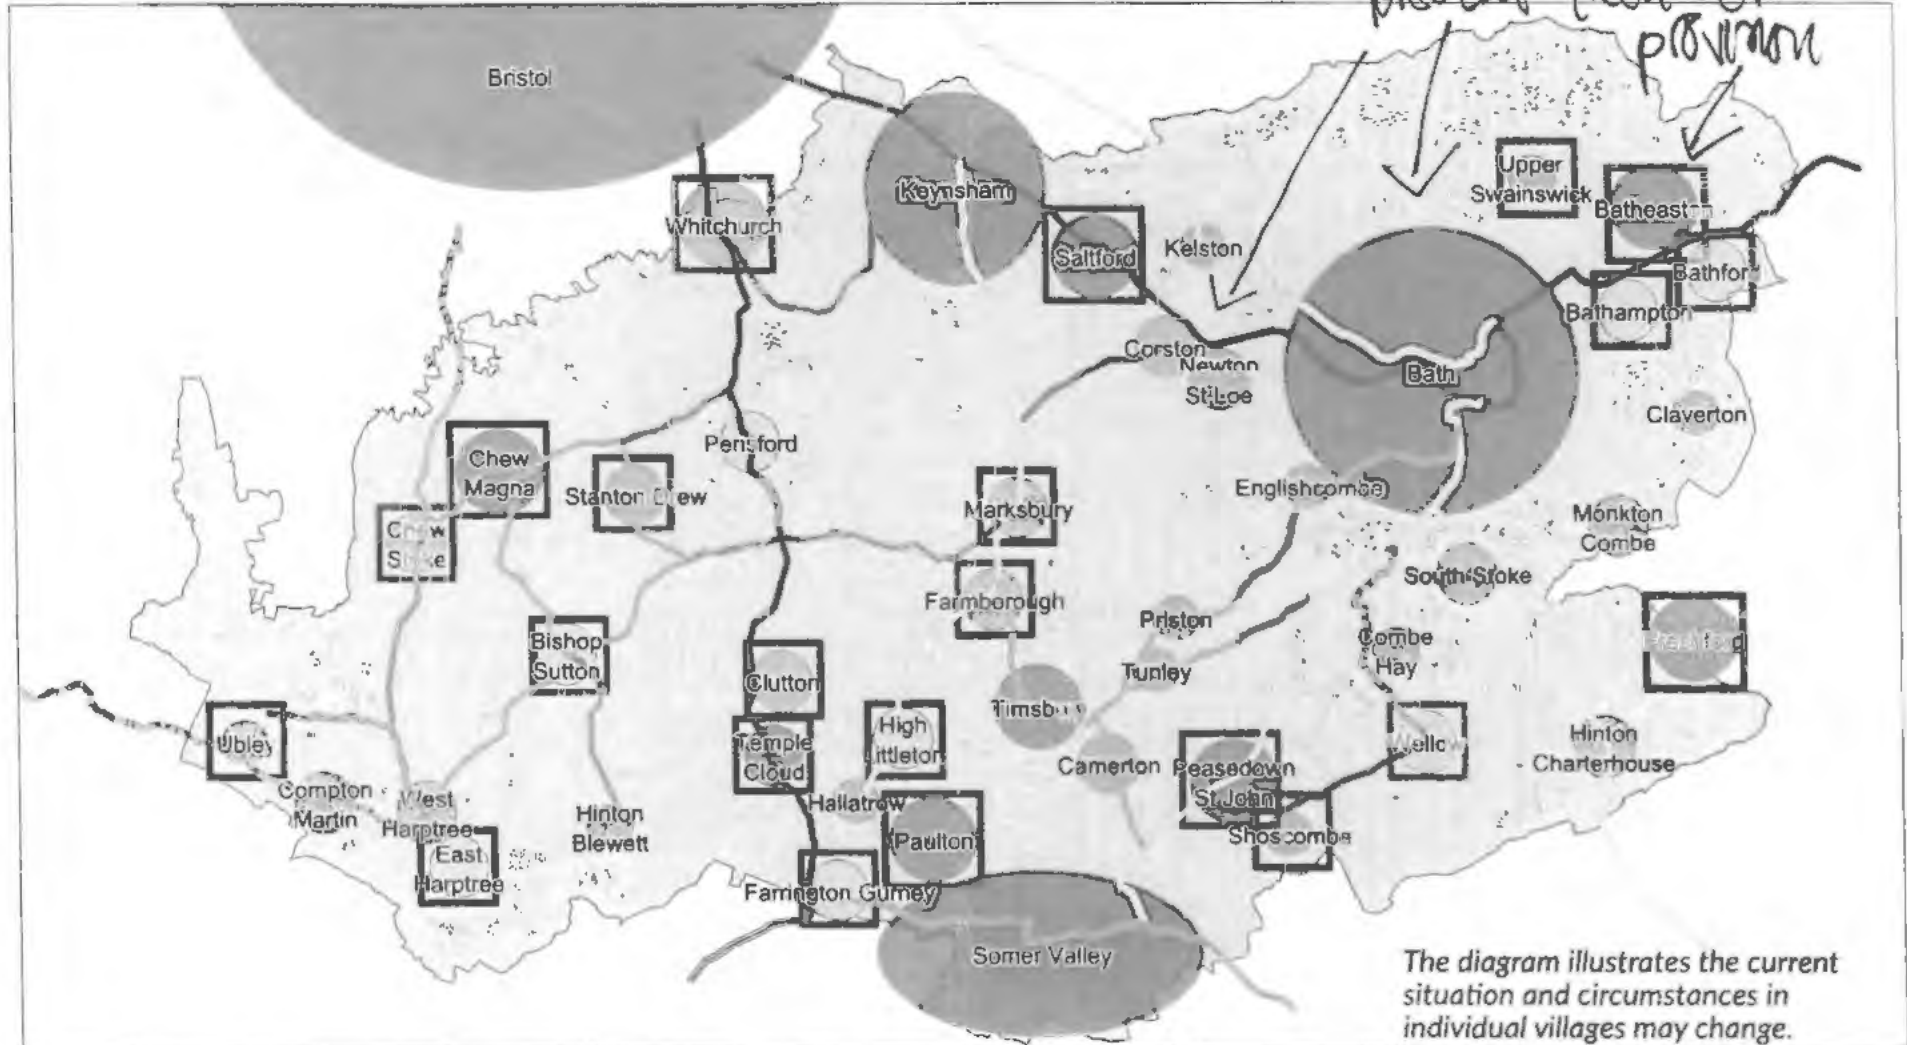 provision
Bristol
Keynsham
Whitchurch
Saltford
Kelston
Upper
Swainswick
Batheaston
Bathford
Bathampton
Corston
Newton
St Loe
Bath
Claverton
Pensford
Chew
Magna
Stanton Drew
Chew
Stoke
Marksbury
Englishcombe
Monkton
Combe
South Stoke
Farmborough
Priston
Combe
Hay
Freshford
Bishop
Sutton
Clutton
Tunley
Timsbury
Ubley
Temple
Cloud
High
Littleton
Camerton
Peasedown
St John
Wellow
Hinton
Charterhouse
Compton
Martin
West
Harptree
Hinton
Blewett
Hallatrow
Paulton
Shoscombe
East
Harptree
Farrington Gurney
Somer Valley
The diagram illustrates the current
situation and circumstances in
individual villages may change.